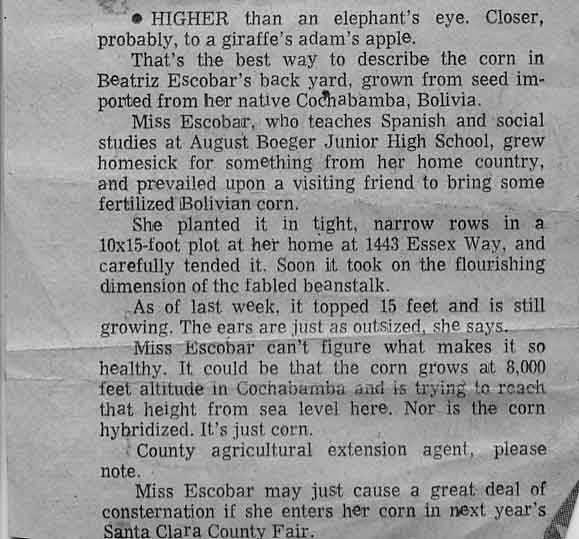 ● HIGHER than an elephant's eye. Closer,
probably, to a giraffe's adam's apple.
That's the best way to describe the corn in
Beatriz Escobar's back yard, grown from seed im-
ported from her native Cochabamba, Bolivia.
Miss Escobar, who teaches Spanish and social
studies at August Boeger Junior High School, grew
homesick for something from her home country,
and prevailed upon a visiting friend to bring some
fertilized Bolivian corn.
She planted it in tight, narrow rows in a
10x15-foot plot at her home at 1443 Essex Way, and
carefully tended it. Soon it took on the flourishing
dimension of the fabled beanstalk.
As of last week, it topped 15 feet and is still
growing. The ears are just as outsized, she says.
Miss Escobar can't figure what makes it so
healthy. It could be that the corn grows at 8,000
feet altitude in Cochabamba and is trying to reach
that height from sea level here. Nor is the corn
hybridized. It's just corn.
County agricultural extension agent, please
note.
Miss Escobar may just cause a great deal of
consternation if she enters her corn in next year's
Santa Clara County Fair.